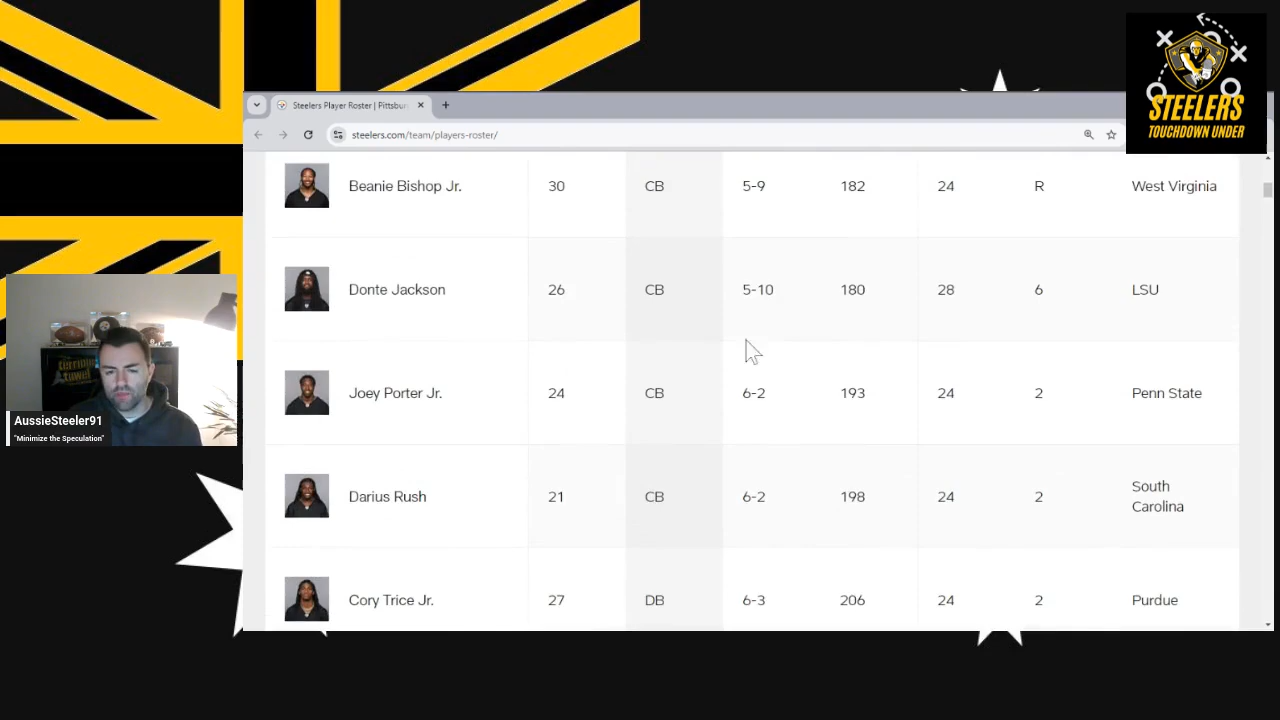 STEELERS
TOUCHDOWN UNDER
Steelers Player Roster | Pittsbur
steelers.com/team/players-roster/
Beanie Bishop Jr. 30 CB 5-9 182 24 R West Virginia
Donte Jackson 26 CB 5-10 180 28 6 LSU
Joey Porter Jr. 24 CB 6-2 193 24 2 Penn State
Darius Rush 21 CB 6-2 198 24 2 South
Carolina
Cory Trice Jr. 27 DB 6-3 206 24 2 Purdue
TERRIBLE
TOWEL
AussieSteeler91
"Minimize the Speculation"